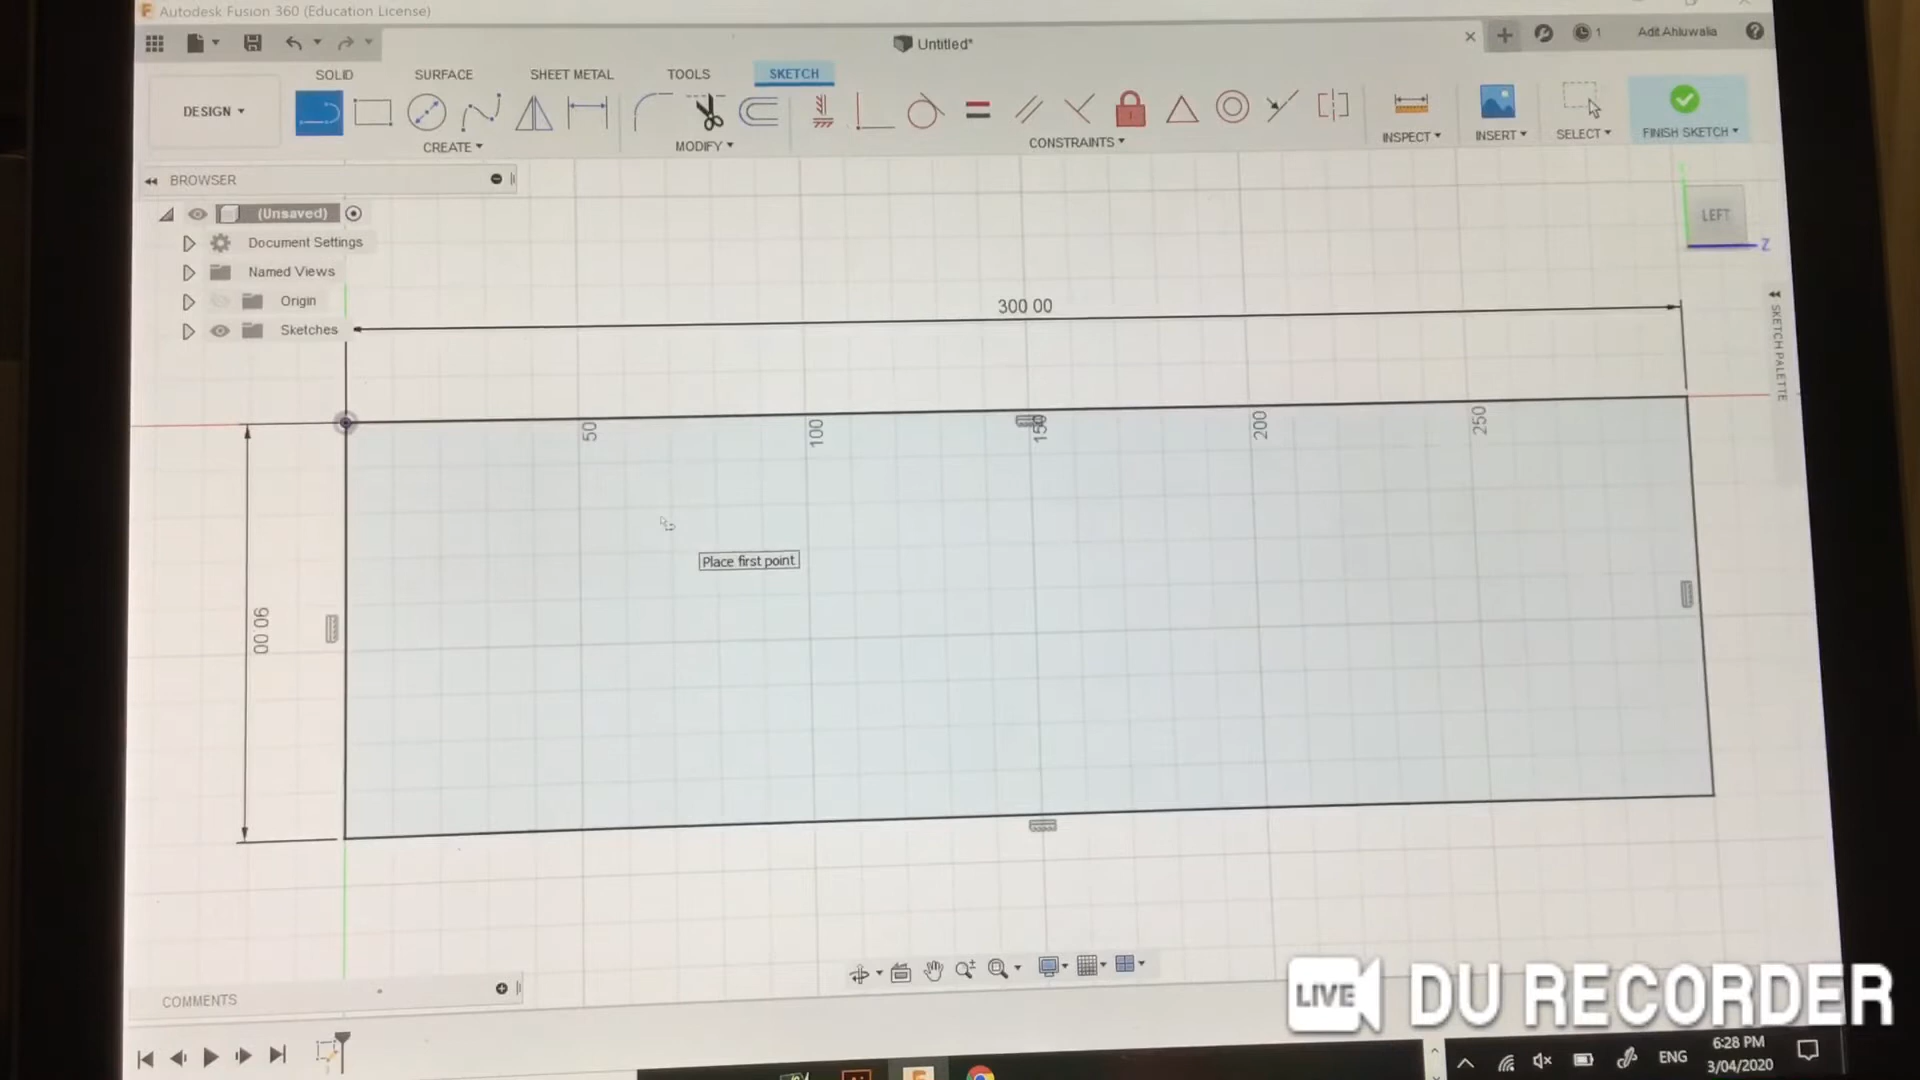 Autodesk Fusion 360 (Education License)
Untitled*
1
Adit Ahluwalia
SOLID
SURFACE
SHEET METAL
TOOLS
SKETCH
DESIGN
CREATE
MODIFY
CONSTRAINTS
INSPECT
INSERT
SELECT
FINISH SKETCH
BROWSER
(Unsaved)
Document Settings
Named Views
Origin
Sketches
LEFT
Z
SKETCH PALETTE
300 00
50
100
150
200
250
Place first point
90.00
COMMENTS
LIVE DU RECORDER
ENG
6:28 PM
3/04/2020